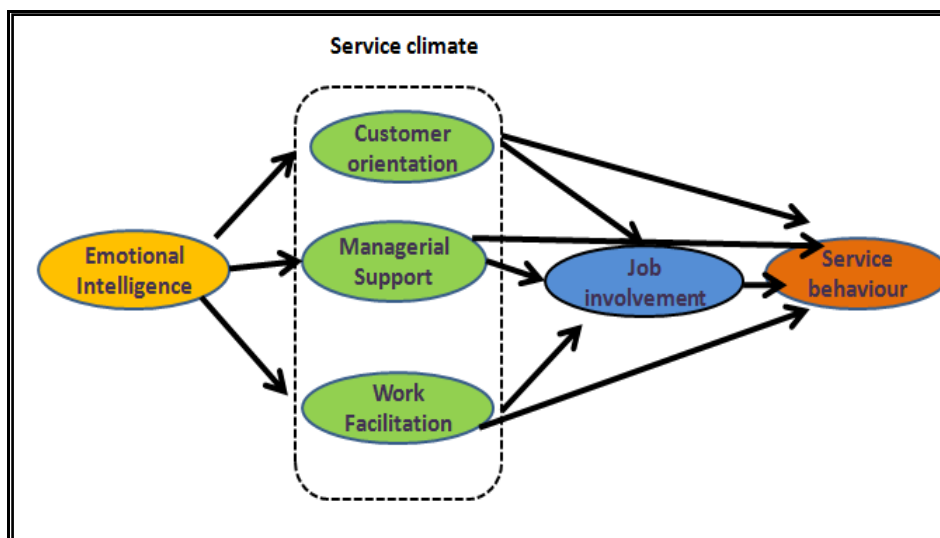 Service climate
Customer
orientation
Emotional
Intelligence
Managerial
Support
Job
involvement
Service
behaviour
Work
Facilitation